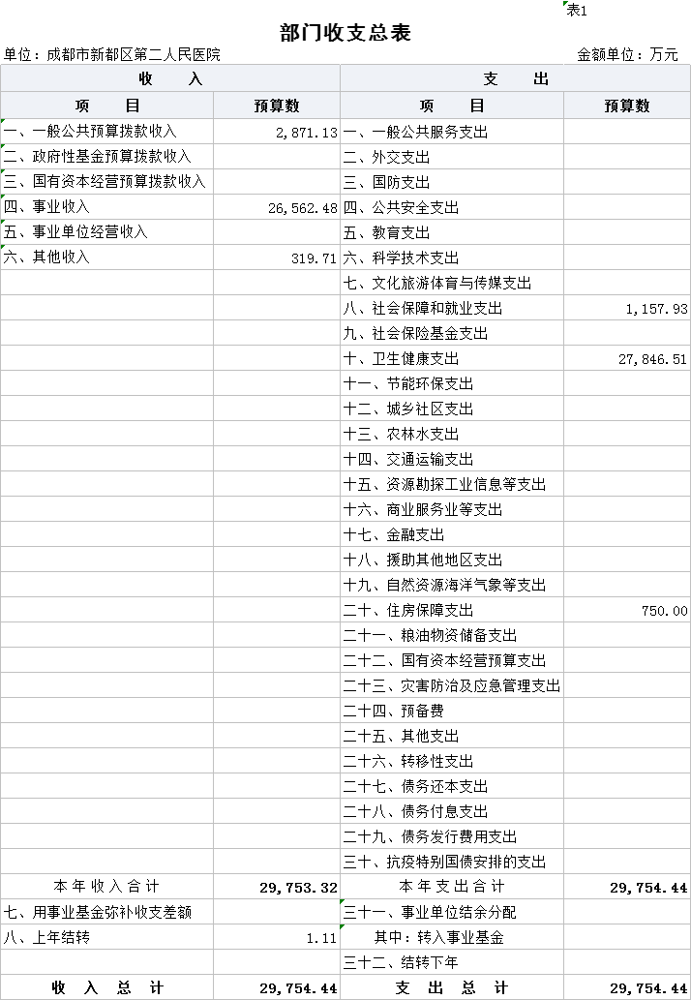 表1
部门收支总表
单位：成都市新都区第二人民医院 金额单位：万元
收 入 支 出
项 目 预算数 项 目 预算数
一、一般公共预算拨款收入 2,871.13 一、一般公共服务支出
二、政府性基金预算拨款收入 二、外交支出
三、国有资本经营预算拨款收入 三、国防支出
四、事业收入 26,562.48 四、公共安全支出
五、事业单位经营收入 五、教育支出
六、其他收入 319.71 六、科学技术支出
七、文化旅游体育与传媒支出
八、社会保障和就业支出 1,157.93
九、社会保险基金支出
十、卫生健康支出 27,846.51
十一、节能环保支出
十二、城乡社区支出
十三、农林水支出
十四、交通运输支出
十五、资源勘探工业信息等支出
十六、商业服务业等支出
十七、金融支出
十八、援助其他地区支出
十九、自然资源海洋气象等支出
二十、住房保障支出 750.00
二十一、粮油物资储备支出
二十二、国有资本经营预算支出
二十三、灾害防治及应急管理支出
二十四、预备费
二十五、其他支出
二十六、转移性支出
二十七、债务还本支出
二十八、债务付息支出
二十九、债务发行费用支出
三十、抗疫特别国债安排的支出
本 年 收 入 合 计 29,753.32 本 年 支 出 合 计 29,754.44
七、用事业基金弥补收支差额 三十一、事业单位结余分配
八、上年结转 1.11 其中：转入事业基金
三十二、结转下年
收 入 总 计 29,754.44 支 出 总 计 29,754.44